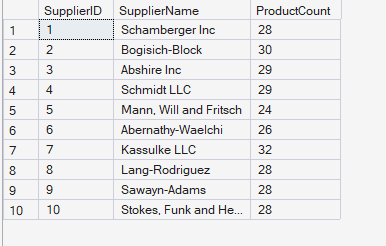 SupplierID SupplierName ProductCount
1 1 Schamberger Inc 28
2 2 Bogisich-Block 30
3 3 Abshire Inc 29
4 4 Schmidt LLC 29
5 5 Mann, Will and Fritsch 24
6 6 Abernathy-Waelchi 26
7 7 Kassulke LLC 32
8 8 Lang-Rodriguez 28
9 9 Sawayn-Adams 28
10 10 Stokes, Funk and He... 28